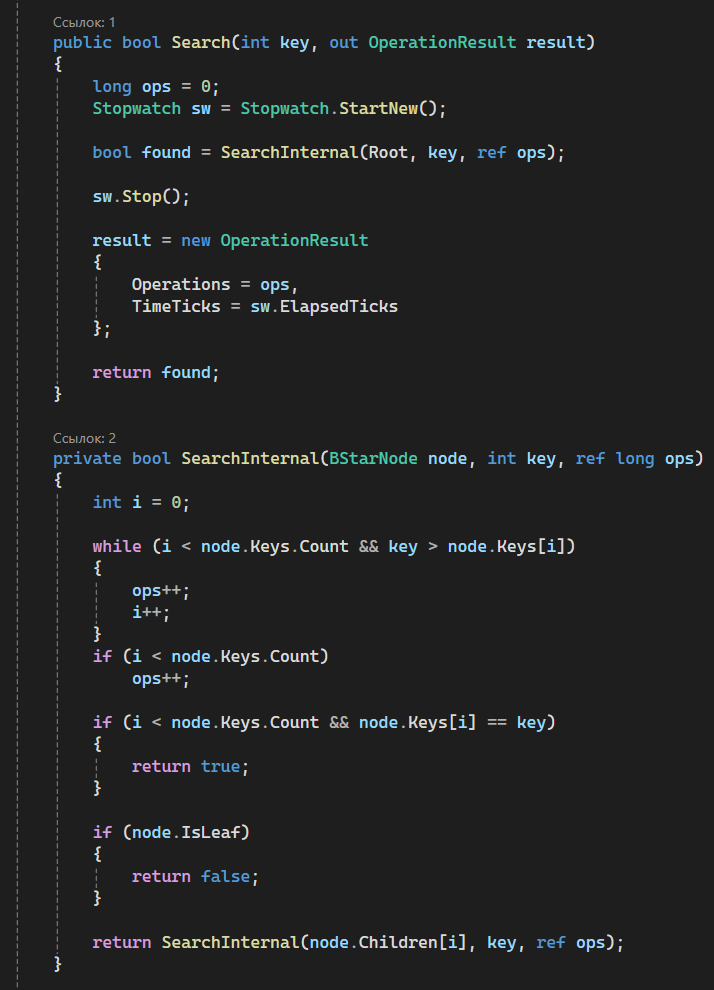 Ссылок: 1
public bool Search(int key, out OperationResult result)
{
    long ops = 0;
    Stopwatch sw = Stopwatch.StartNew();
    bool found = SearchInternal(Root, key, ref ops);
    sw.Stop();
    result = new OperationResult
    {
        Operations = ops,
        TimeTicks = sw.ElapsedTicks
    };
    return found;
}
Ссылок: 2
private bool SearchInternal(BStarNode node, int key, ref long ops)
{
    int i = 0;
    while (i < node.Keys.Count && key > node.Keys[i])
    {
        ops++;
        i++;
    }
    if (i < node.Keys.Count)
        ops++;
    if (i < node.Keys.Count && node.Keys[i] == key)
    {
        return true;
    }
    if (node.IsLeaf)
    {
        return false;
    }
    return SearchInternal(node.Children[i], key, ref ops);
}